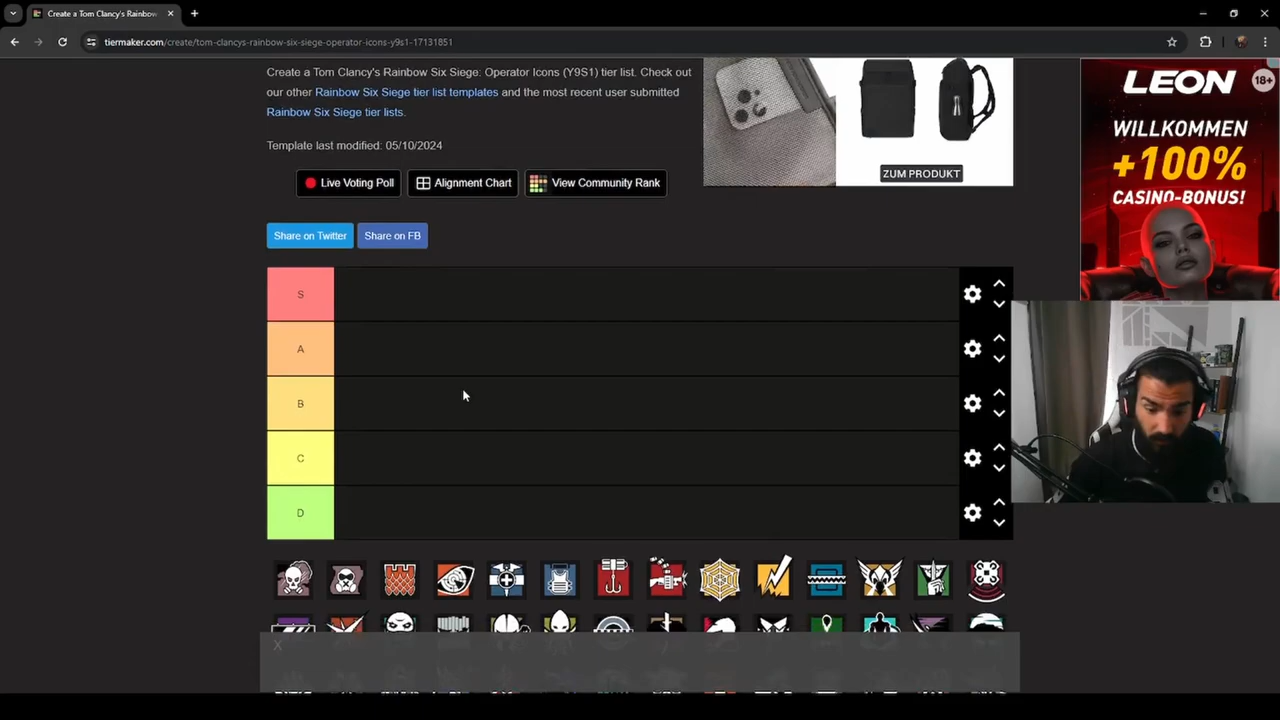 Create a Tom Clancy's Rainbow
tiermaker.com/create/tom-clancys-rainbow-six-siege-operator-icons-y9s1-17131851
Create a Tom Clancy's Rainbow Six Siege: Operator Icons (Y9S1) tier list. Check out
our other Rainbow Six Siege tier list templates and the most recent user submitted
Rainbow Six Siege tier lists.
Template last modified: 05/10/2024
Live Voting Poll
Alignment Chart
View Community Rank
Share on Twitter
Share on FB
ZUM PRODUKT
LEON
18+
WILLKOMMEN
+100%
CASINO-BONUS!
S
A
B
C
D
X